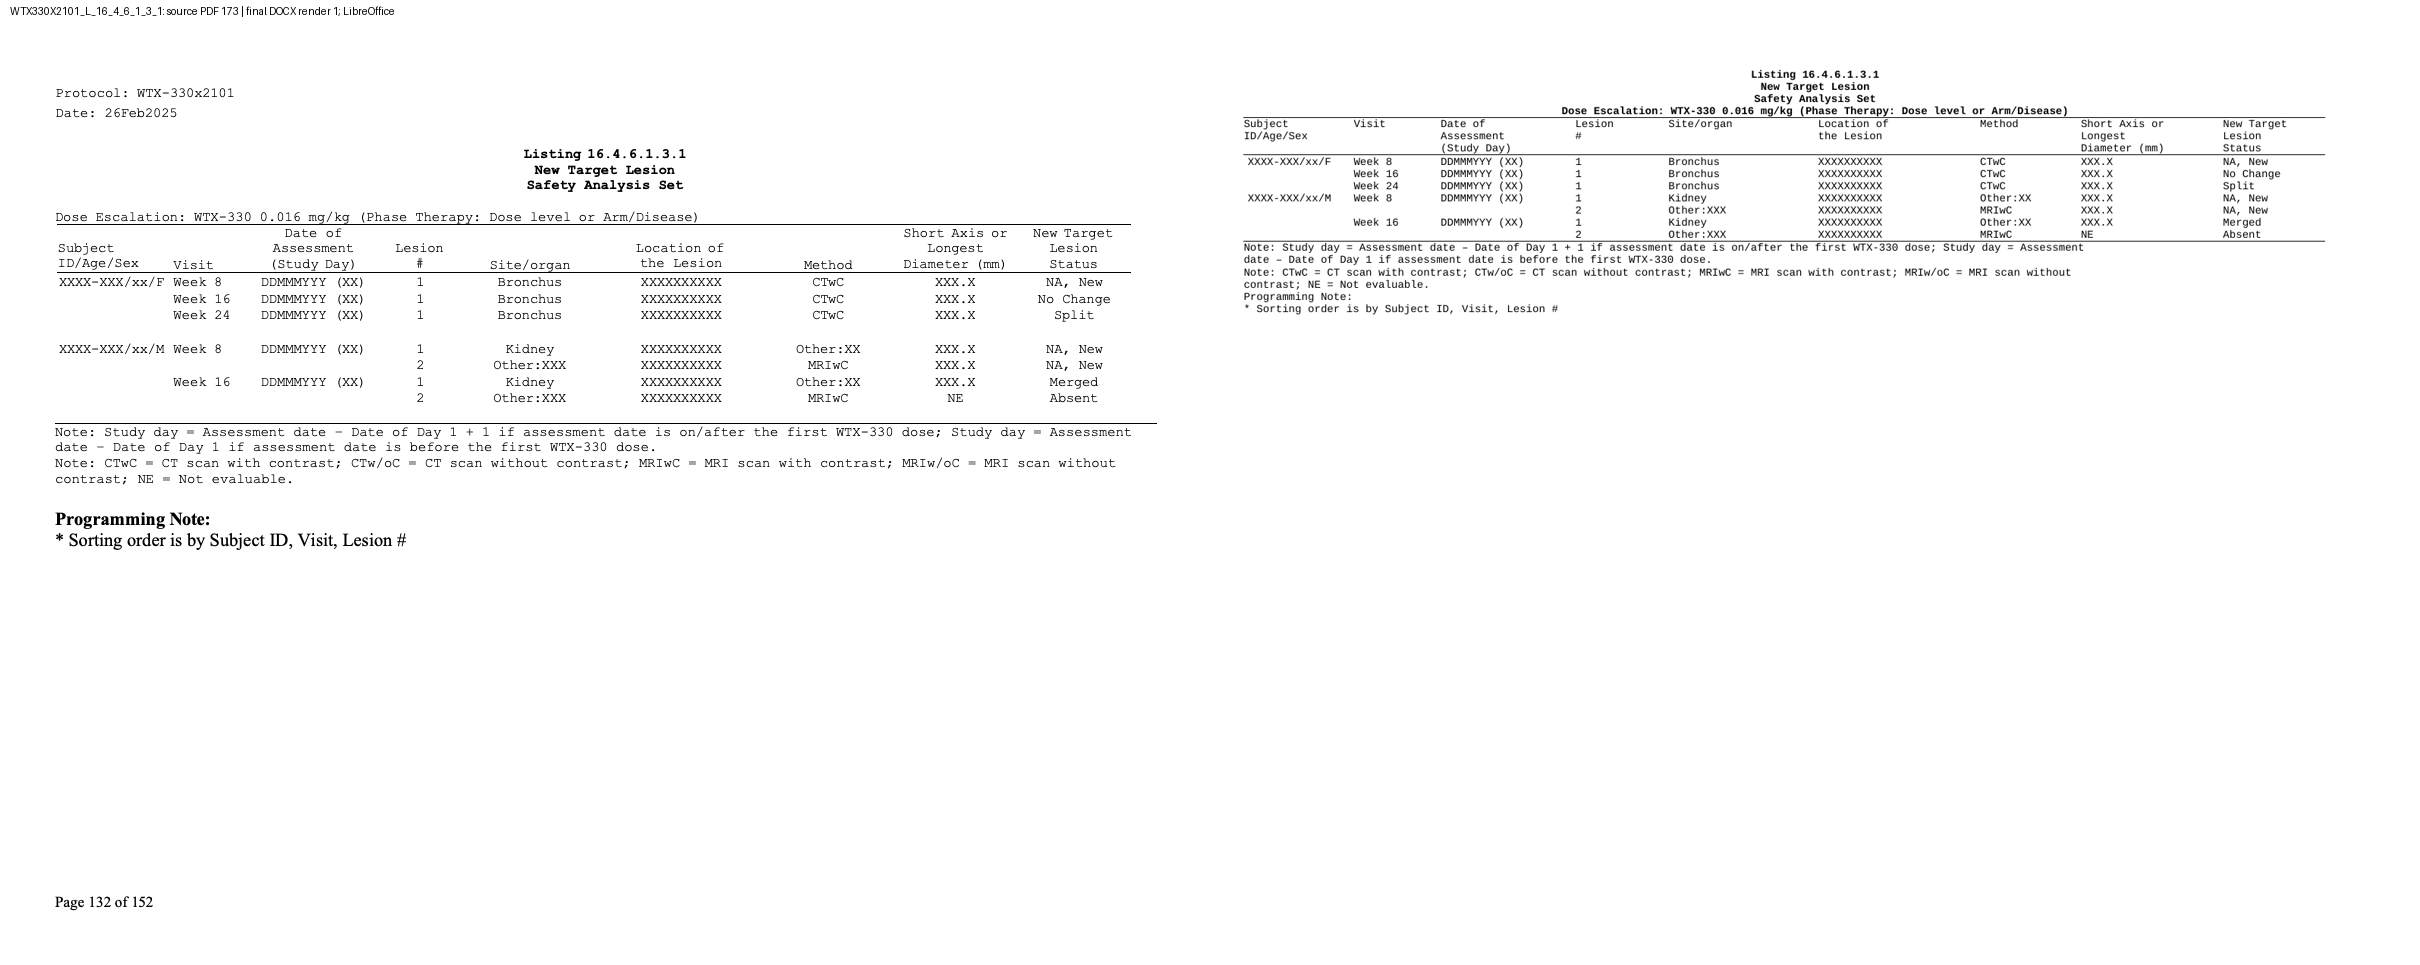 WTX330X2101_L_16_4_6_1_3_1: source PDF 173 | final DOCX render 1; LibreOffice
Protocol: WTX-330x2101
Date: 26Feb2025
Listing 16.4.6.1.3.1
New Target Lesion
Safety Analysis Set
Dose Escalation: WTX-330 0.016 mg/kg (Phase Therapy: Dose level or Arm/Disease)
Date of Short Axis or New Target
Subject Assessment Lesion Location of Longest Lesion
ID/Age/Sex Visit (Study Day) # Site/organ the Lesion Method Diameter (mm) Status
XXXX-XXX/xx/F Week 8 DDMMMYYY (XX) 1 Bronchus XXXXXXXXXX CTwC XXX.X NA, New
Week 16 DDMMMYYY (XX) 1 Bronchus XXXXXXXXXX CTwC XXX.X No Change
Week 24 DDMMMYYY (XX) 1 Bronchus XXXXXXXXXX CTwC XXX.X Split
XXXX-XXX/xx/M Week 8 DDMMMYYY (XX) 1 Kidney XXXXXXXXXX Other:XX XXX.X NA, New
2 Other:XXX XXXXXXXXXX MRIwC XXX.X NA, New
Week 16 DDMMMYYY (XX) 1 Kidney XXXXXXXXXX Other:XX XXX.X Merged
2 Other:XXX XXXXXXXXXX MRIwC NE Absent
Note: Study day = Assessment date – Date of Day 1 + 1 if assessment date is on/after the first WTX-330 dose; Study day = Assessment
date – Date of Day 1 if assessment date is before the first WTX-330 dose.
Note: CTwC = CT scan with contrast; CTw/oC = CT scan without contrast; MRIwC = MRI scan with contrast; MRIw/oC = MRI scan without
contrast; NE = Not evaluable.
Programming Note:
* Sorting order is by Subject ID, Visit, Lesion #
Page 132 of 152
Listing 16.4.6.1.3.1
New Target Lesion
Safety Analysis Set
Dose Escalation: WTX-330 0.016 mg/kg (Phase Therapy: Dose level or Arm/Disease)
Subject Visit Date of Lesion Site/organ Location of Method Short Axis or New Target
ID/Age/Sex Assessment # the Lesion Longest Lesion
(Study Day) Diameter (mm) Status
XXXX-XXX/xx/F Week 8 DDMMMYYY (XX) 1 Bronchus XXXXXXXXXX CTwC XXX.X NA, New
Week 16 DDMMMYYY (XX) 1 Bronchus XXXXXXXXXX CTwC XXX.X No Change
Week 24 DDMMMYYY (XX) 1 Bronchus XXXXXXXXXX CTwC XXX.X Split
XXXX-XXX/xx/M Week 8 DDMMMYYY (XX) 1 Kidney XXXXXXXXXX Other:XX XXX.X NA, New
2 Other:XXX XXXXXXXXXX MRIwC XXX.X NA, New
Week 16 DDMMMYYY (XX) 1 Kidney XXXXXXXXXX Other:XX XXX.X Merged
2 Other:XXX XXXXXXXXXX MRIwC NE Absent
Note: Study day = Assessment date – Date of Day 1 + 1 if assessment date is on/after the first WTX-330 dose; Study day = Assessment
date – Date of Day 1 if assessment date is before the first WTX-330 dose.
Note: CTwC = CT scan with contrast; CTw/oC = CT scan without contrast; MRIwC = MRI scan with contrast; MRIw/oC = MRI scan without
contrast; NE = Not evaluable.
Programming Note:
* Sorting order is by Subject ID, Visit, Lesion #